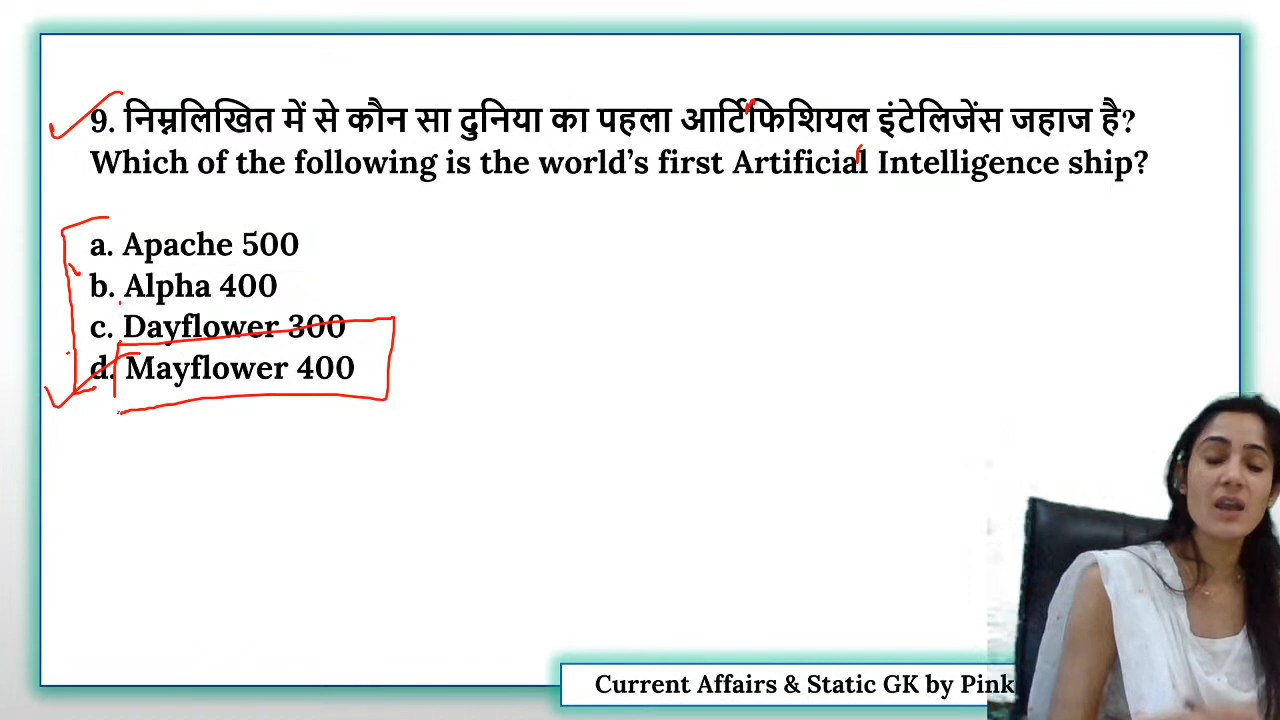 9. निम्नलिखित में से कौन सा दुनिया का पहला आर्टिफिशियल इंटेलिजेंस जहाज है?
Which of the following is the world’s first Artificial Intelligence ship?
a. Apache 500
b. Alpha 400
c. Dayflower 300
d. Mayflower 400
Current Affairs & Static GK by Pink